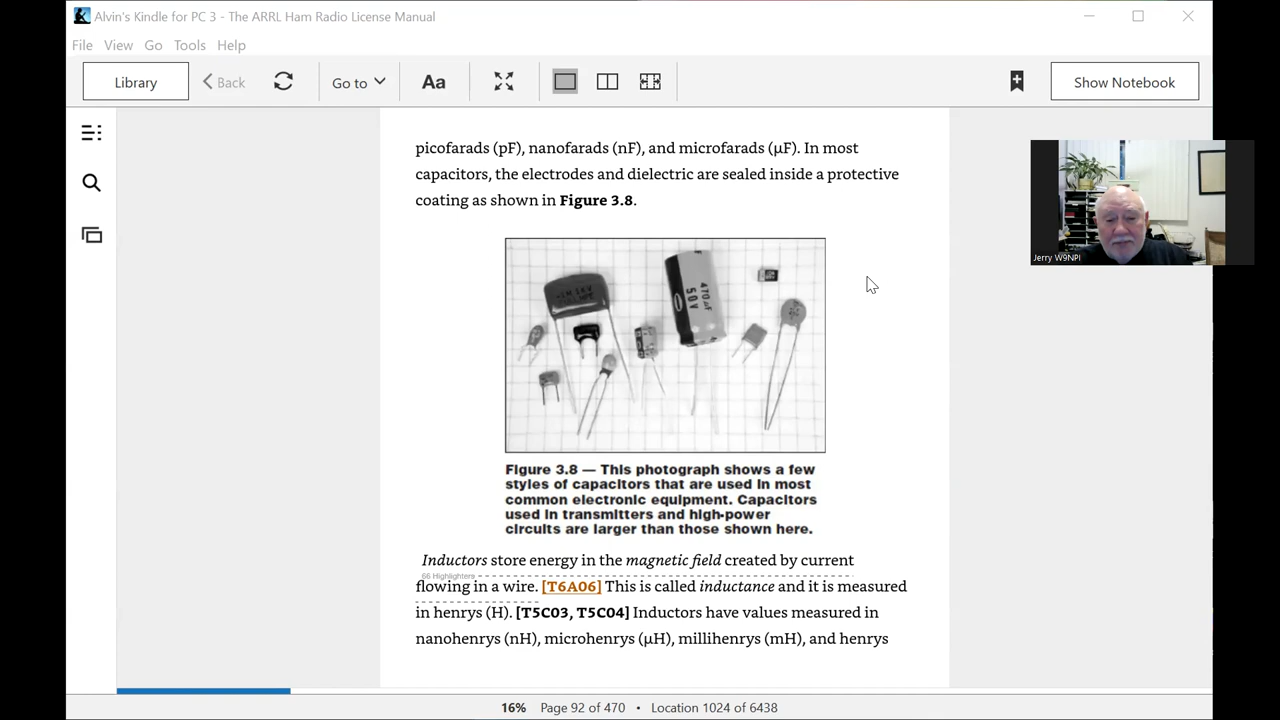 Alvin's Kindle for PC 3 - The ARRL Ham Radio License Manual
File View Go Tools Help
Library
Back
Go to
Aa
Show Notebook
picofarads (pF), nanofarads (nF), and microfarads (µF). In most
capacitors, the electrodes and dielectric are sealed inside a protective
coating as shown in Figure 3.8.
470µF
50V
Jerry W9NPI
Figure 3.8 — This photograph shows a few
styles of capacitors that are used in most
common electronic equipment. Capacitors
used in transmitters and high-power
circuits are larger than those shown here.
Inductors store energy in the magnetic field created by current
66 Highlighters
flowing in a wire. [T6A06] This is called inductance and it is measured
in henrys (H). [T5C03, T5C04] Inductors have values measured in
nanohenrys (nH), microhenrys (µH), millihenrys (mH), and henrys
16% Page 92 of 470 • Location 1024 of 6438